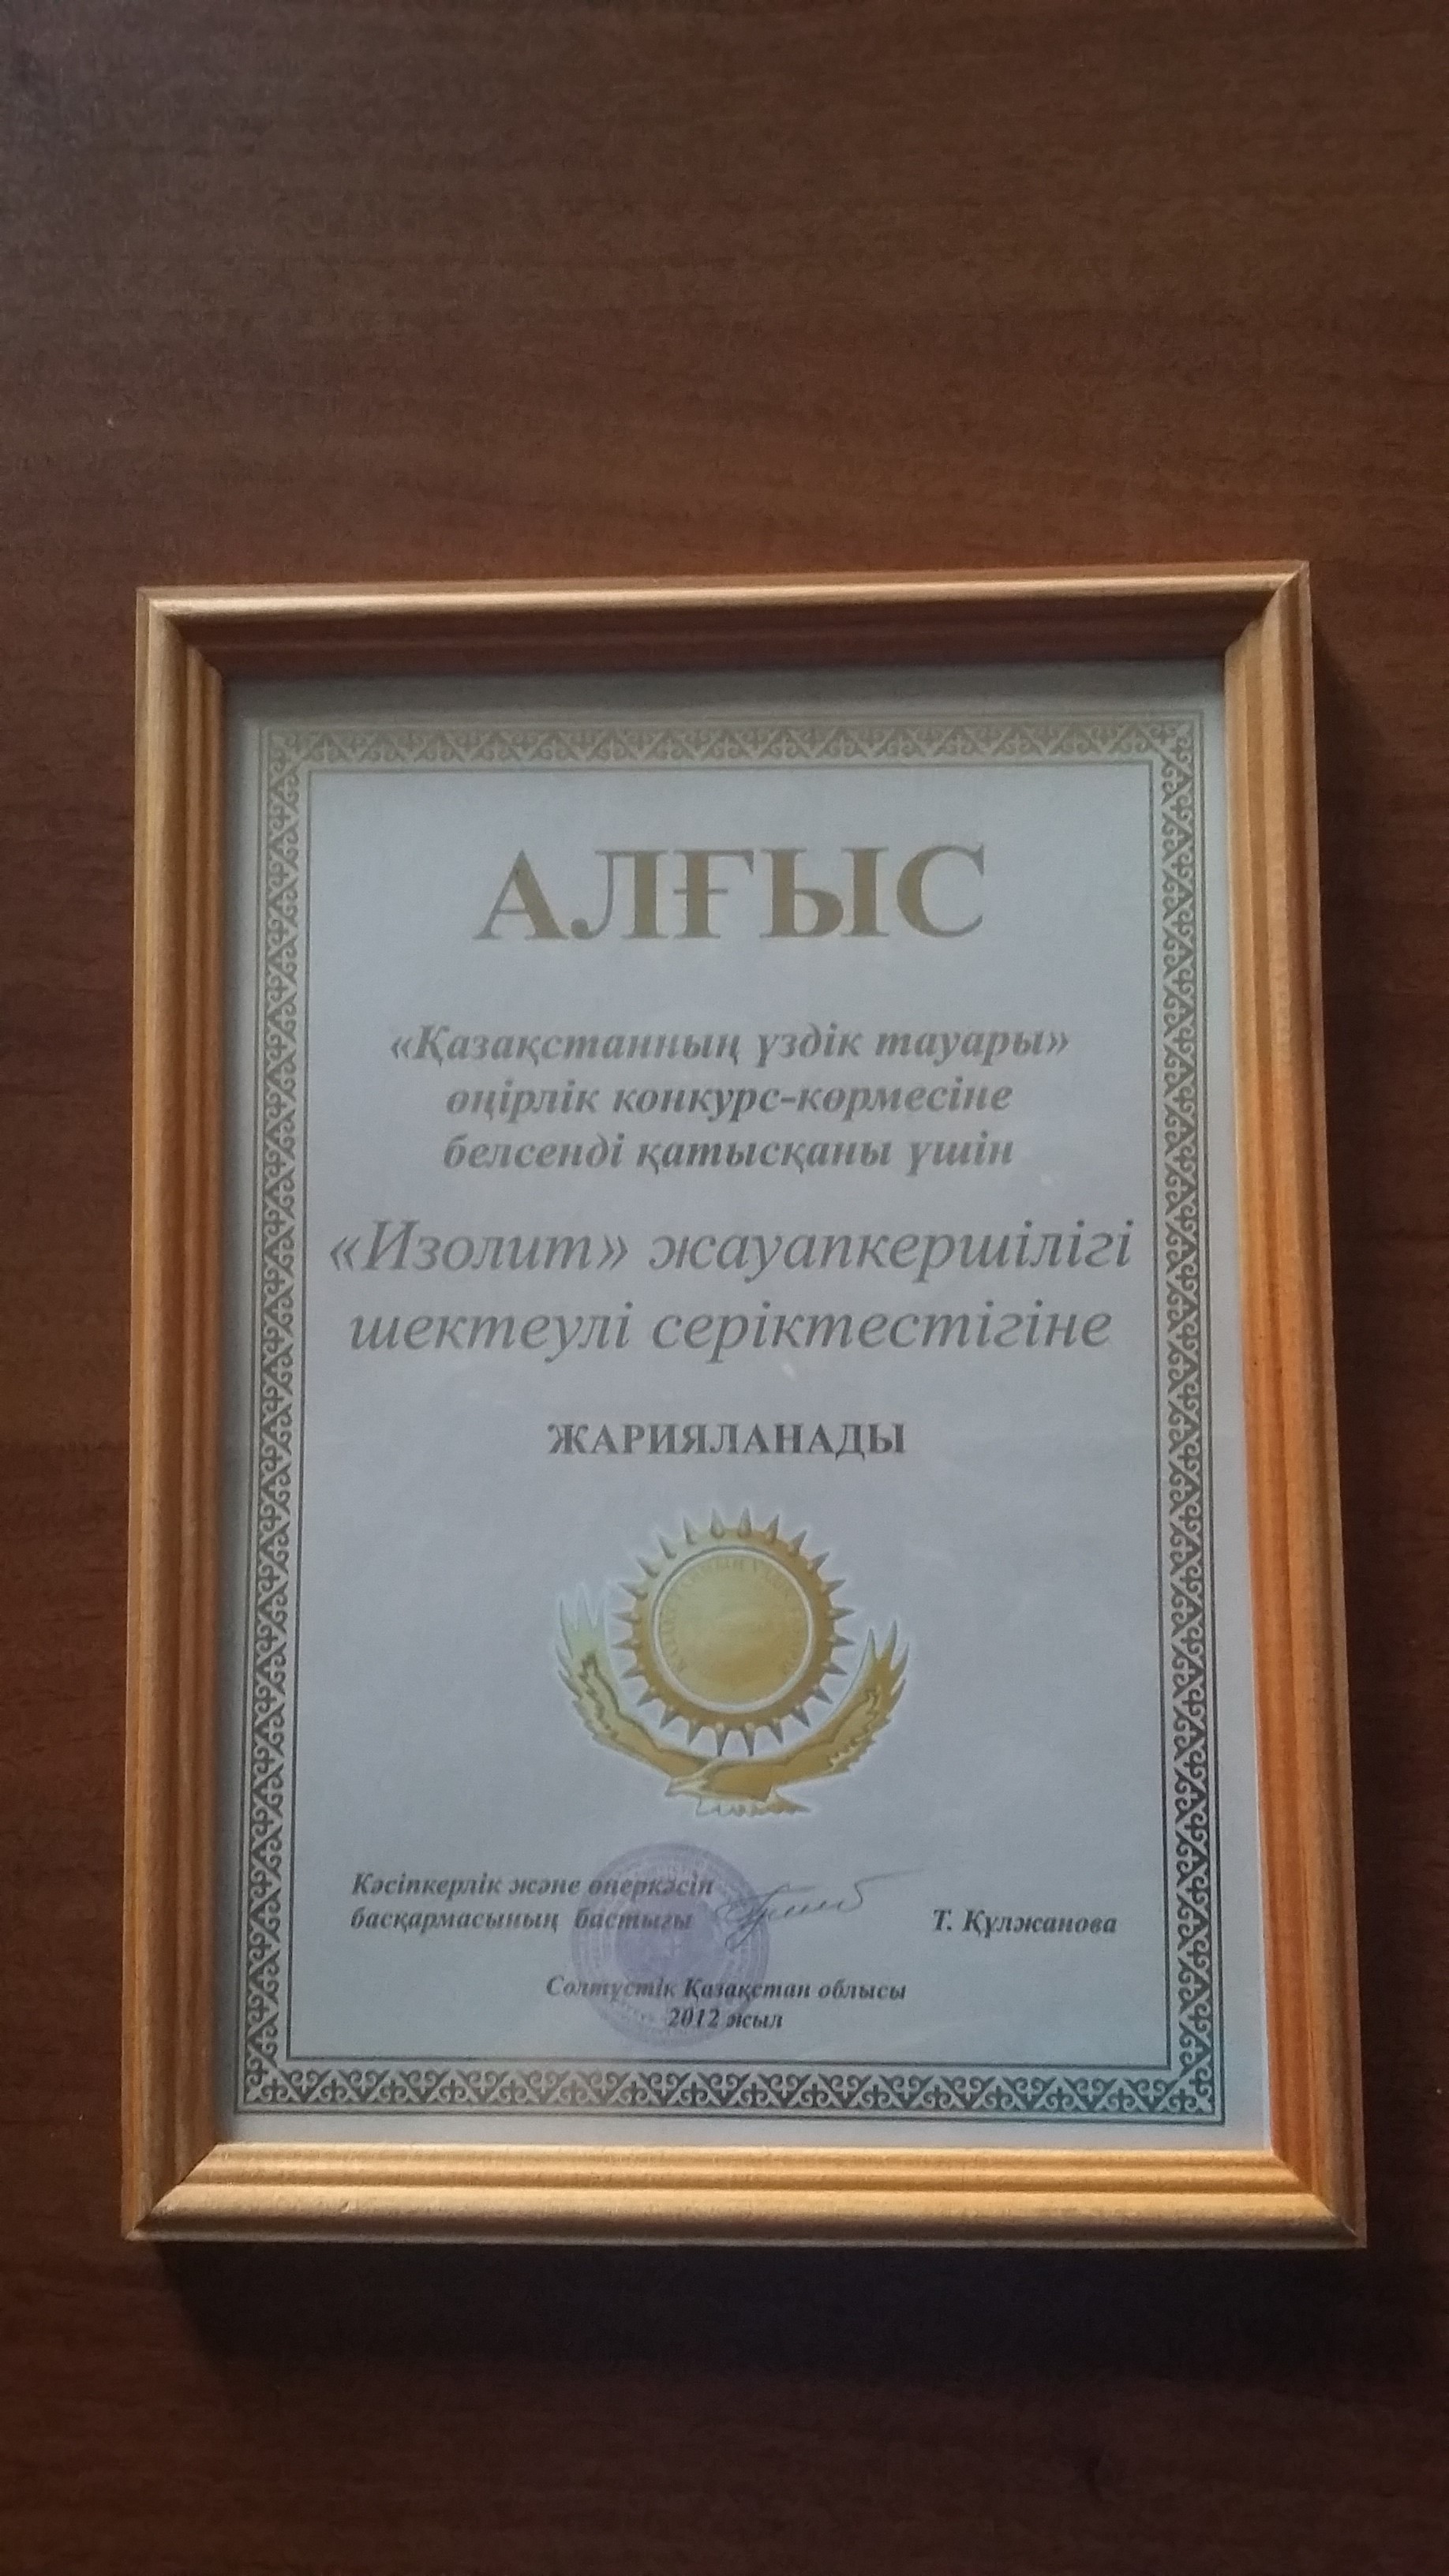 АЛҒЫС
«Қазақстанның үздік тауары»
өңірлік конкурс-көрмесіне
белсенді қатысқаны үшін
«Изолит» жауапкершілігі
шектеулі серіктестігіне
ЖАРИЯЛАНАДЫ
Кәсіпкерлік және өнеркәсіп
басқармасының бастығы
Т. Құлжанова
Солтүстік Қазақстан облысы
2012 жыл